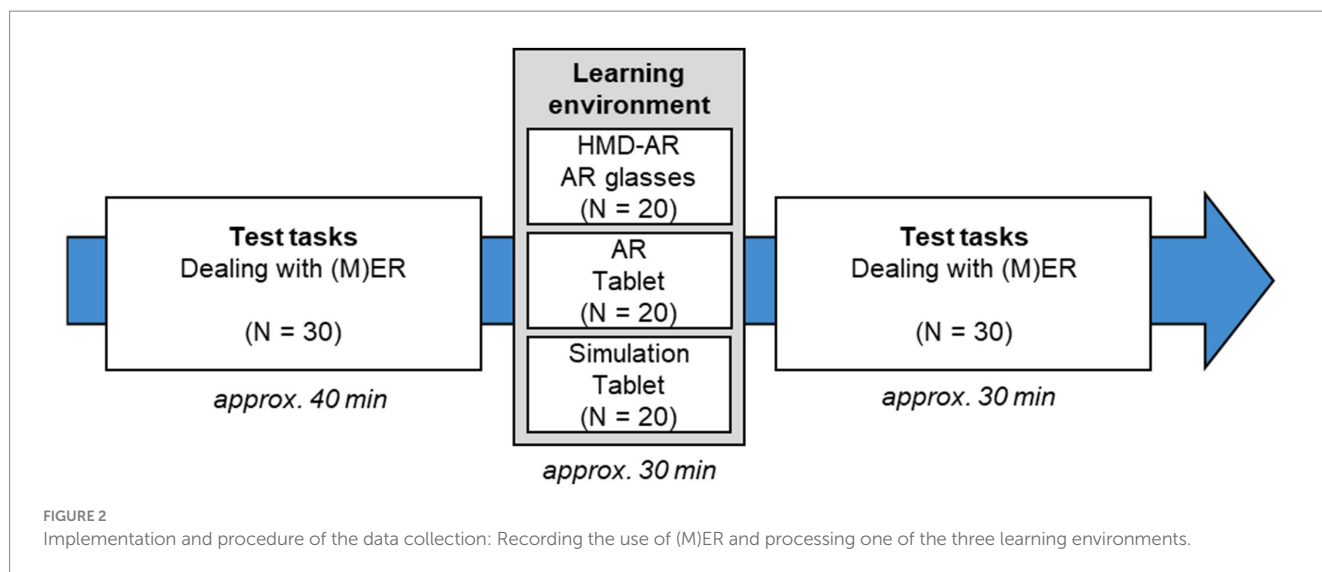 Test tasks
Dealing with (M)ER
(N = 30)
approx. 40 min
Learning
environment
HMD-AR
AR glasses
(N = 20)
AR
Tablet
(N = 20)
Simulation
Tablet
(N = 20)
approx. 30 min
Test tasks
Dealing with (M)ER
(N = 30)
approx. 30 min
FIGURE 2
Implementation and procedure of the data collection: Recording the use of (M)ER and processing one of the three learning environments.